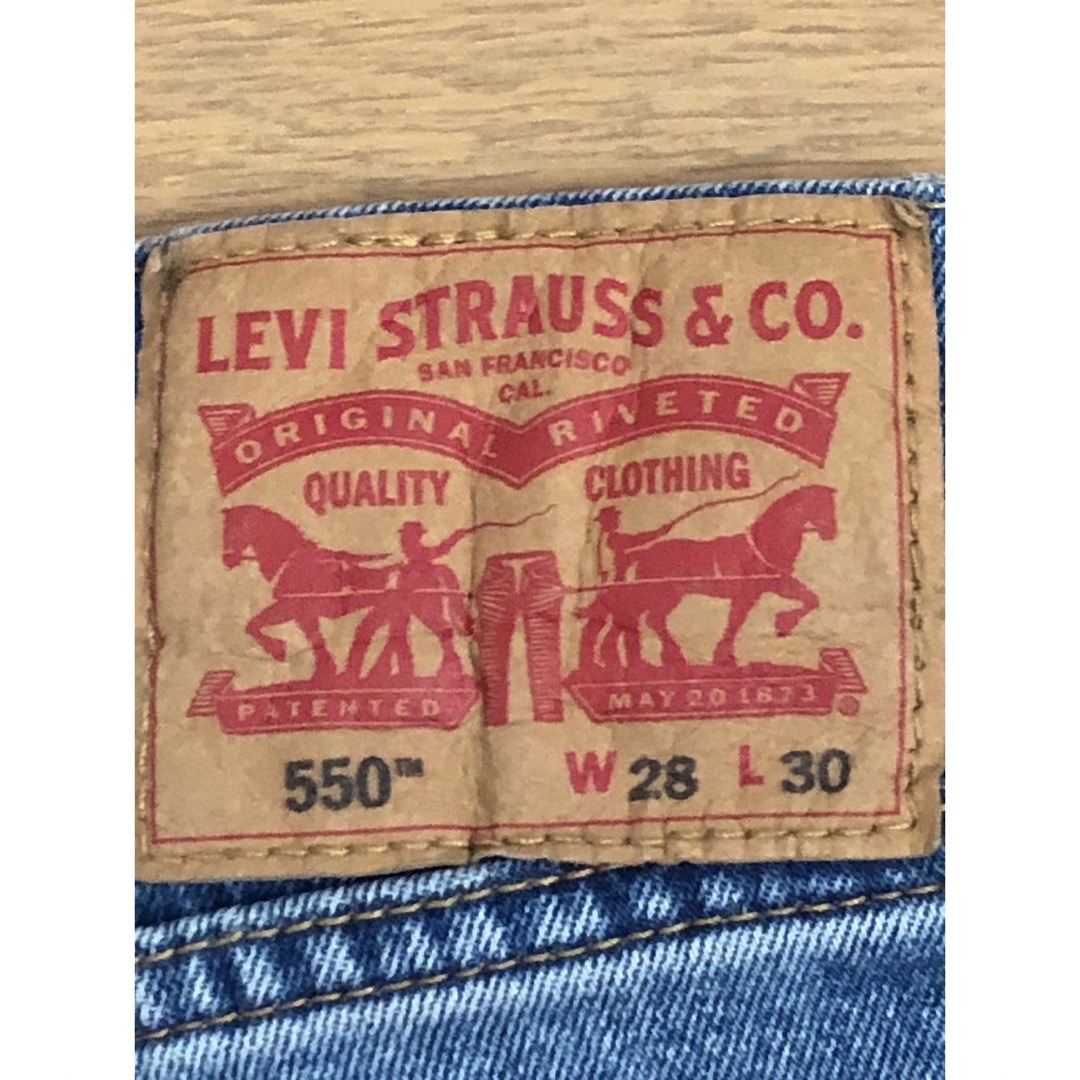 LEVI STRAUSS & CO.
SAN FRANCISCO
CAL.
ORIGINAL RIVETED
QUALITY CLOTHING
PATENTED MAY 20 1873
550™ W 28 L 30